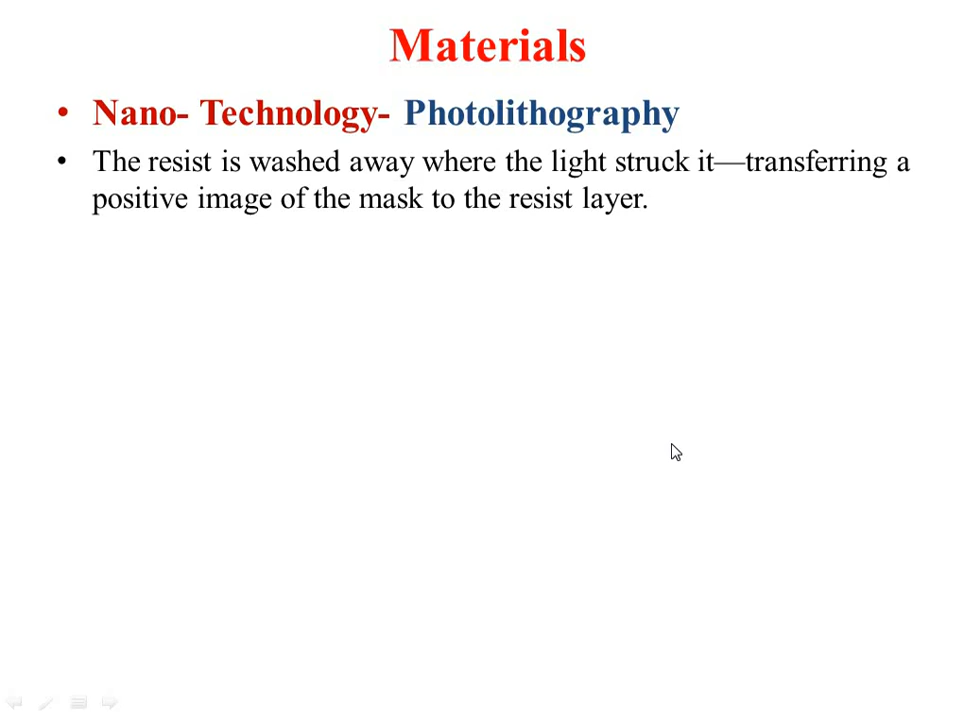 Materials
• Nano- Technology- Photolithography
• The resist is washed away where the light struck it—transferring a
positive image of the mask to the resist layer.